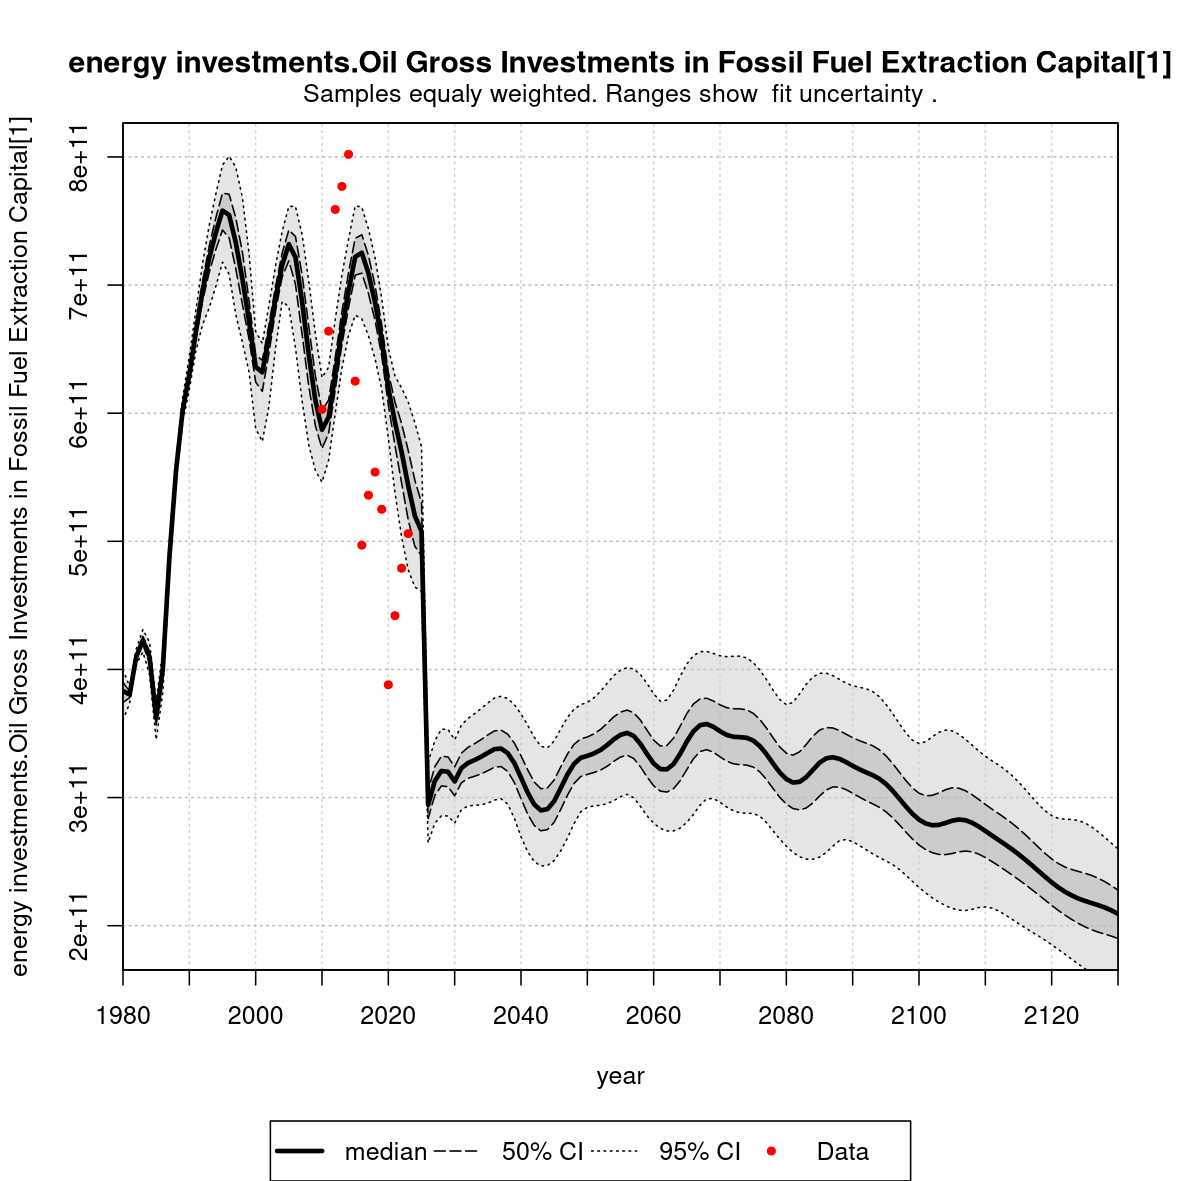 energy investments.Oil Gross Investments in Fossil Fuel Extraction Capital[1]
Samples equaly weighted. Ranges show  fit uncertainty .
energy investments.Oil Gross Investments in Fossil Fuel Extraction Capital[1]
8e+11
7e+11
6e+11
5e+11
4e+11
3e+11
2e+11
1980 2000 2020 2040 2060 2080 2100 2120
year
median 50% CI 95% CI Data